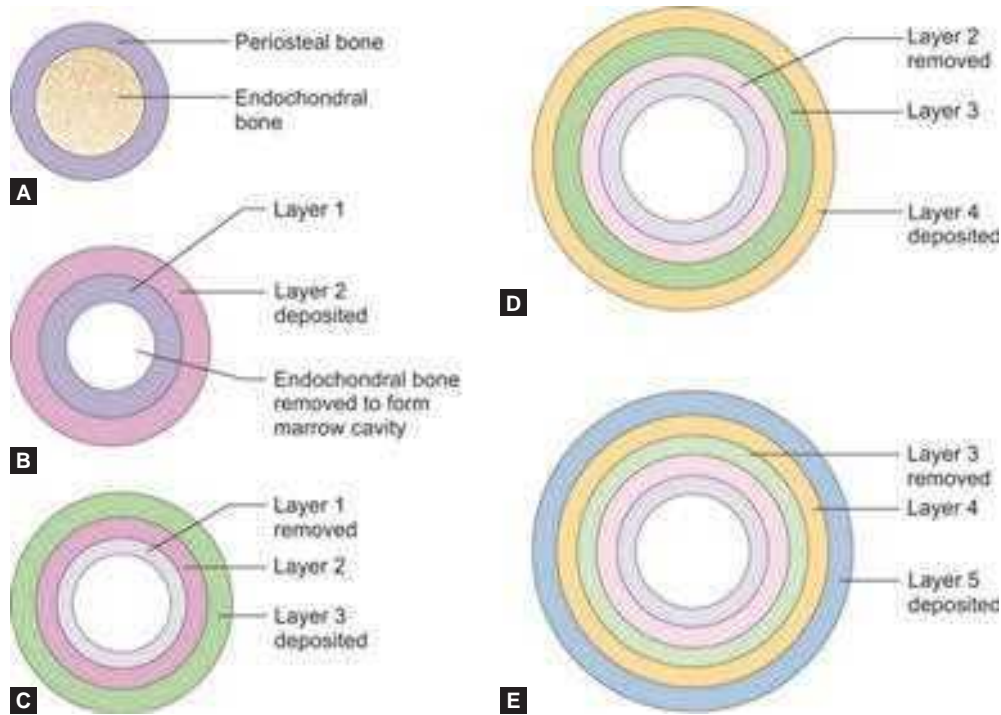 Periosteal bone
Endochondral
bone
A
Layer 1
Layer 2
deposited
Endochondral bone
removed to form
marrow cavity
B
Layer 1
removed
Layer 2
Layer 3
deposited
C
Layer 2
removed
Layer 3
Layer 4
deposited
D
Layer 3
removed
Layer 4
Layer 5
deposited
E